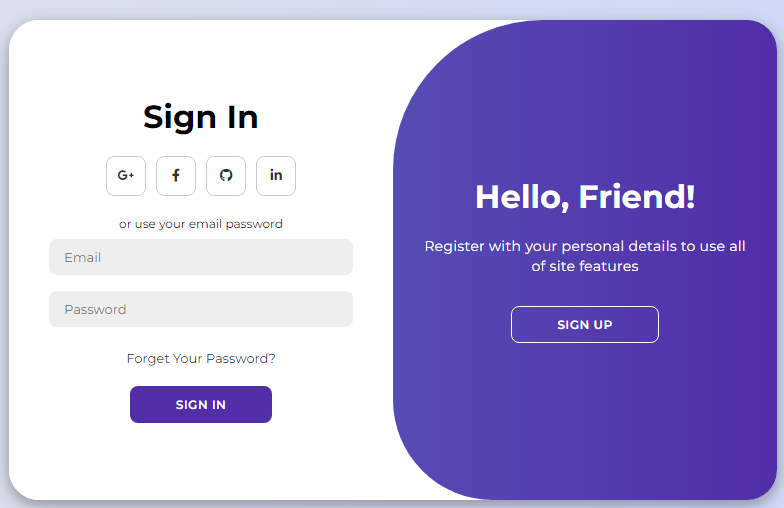 Sign In
G+ f in
or use your email password
Email
Password
Forget Your Password?
SIGN IN
Hello, Friend!
Register with your personal details to use all
of site features
SIGN UP